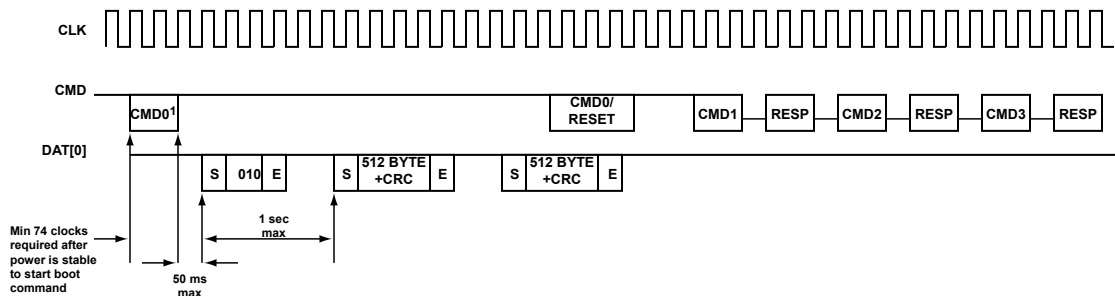 CLK
CMD
CMD0¹
CMD0/
RESET
CMD1
RESP
CMD2
RESP
CMD3
RESP
DAT[0]
S
010
E
S
512 BYTE
+CRC
E
S
512 BYTE
+CRC
E
1 sec
max
Min 74 clocks
required after
power is stable
to start boot
command
50 ms
max